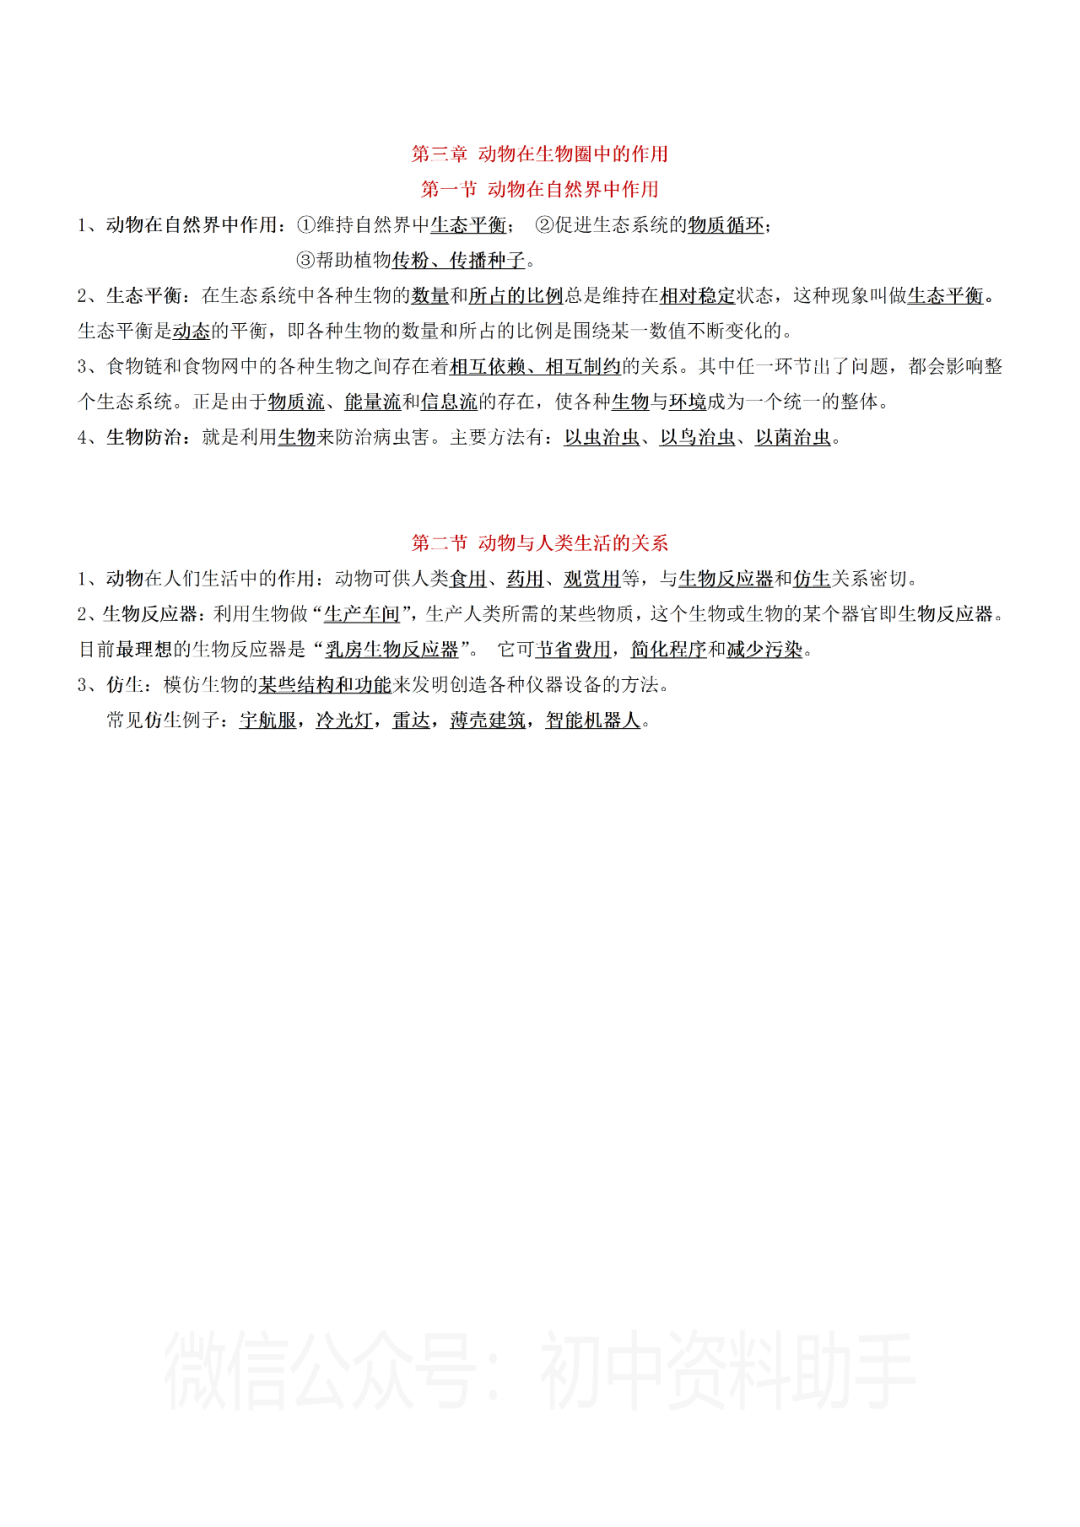 第三章 动物在生物圈中的作用
第一节 动物在自然界中作用
1、动物在自然界中作用：①维持自然界中生态平衡； ②促进生态系统的物质循环；
③帮助植物传粉、传播种子。
2、生态平衡：在生态系统中各种生物的数量和所占的比例总是维持在相对稳定状态，这种现象叫做生态平衡。
生态平衡是动态的平衡，即各种生物的数量和所占的比例是围绕某一数值不断变化的。
3、食物链和食物网中的各种生物之间存在着相互依赖、相互制约的关系。其中任一环节出了问题，都会影响整
个生态系统。正是由于物质流、能量流和信息流的存在，使各种生物与环境成为一个统一的整体。
4、生物防治：就是利用生物来防治病虫害。主要方法有：以虫治虫、以鸟治虫、以菌治虫。
第二节 动物与人类生活的关系
1、动物在人们生活中的作用：动物可供人类食用、药用、观赏用等，与生物反应器和仿生关系密切。
2、生物反应器：利用生物做“生产车间”，生产人类所需的某些物质，这个生物或生物的某个器官即生物反应器。
目前最理想的生物反应器是“乳房生物反应器”。 它可节省费用，简化程序和减少污染。
3、仿生：模仿生物的某些结构和功能来发明创造各种仪器设备的方法。
常见仿生例子：宇航服，冷光灯，雷达，薄壳建筑，智能机器人。
微信公众号：初中资料助手